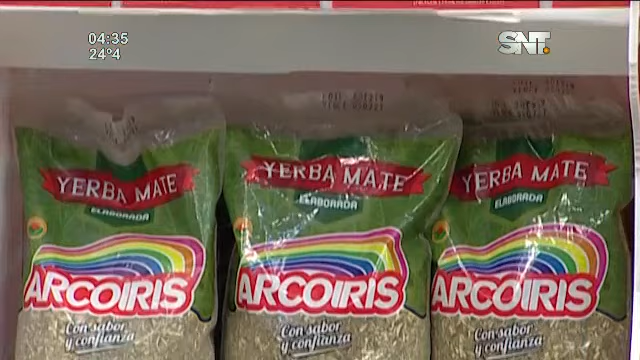 04:35
24°4
SNT.
YERBA MATE
ELABORADA
ARCOIRIS
Con sabor
y confianza
YERBA MATE
ELABORADA
ARCOIRIS
Con sabor
y confianza
YERBA MATE
ELABORADA
ARCOIRIS
Con sabor
y confianza